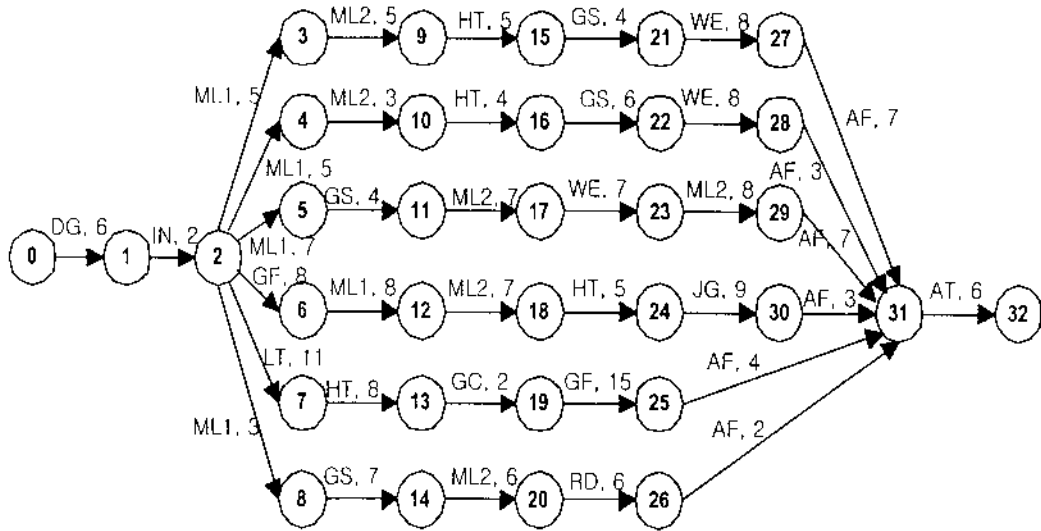 3 ML2, 5 9 HT, 5 15 GS, 4 21 WE, 8 27
ML1, 5
4 ML2, 3 10 HT, 4 16 GS, 6 22 WE, 8 28
AF, 7
ML1, 5
AF, 3
5 GS, 4 11 ML2, 7 17 WE, 7 23 ML2, 8 29
0 DG, 6 1 IN, 2 2
ML1, 7
AF, 7
GF, 8
6 ML1, 8 12 ML2, 7 18 HT, 5 24 JG, 9 30 AF, 3 31 AT, 6 32
LT, 11
AF, 4
7 HT, 8 13 GC, 2 19 GF, 15 25
ML1, 3
AF, 2
8 GS, 7 14 ML2, 6 20 RD, 6 26